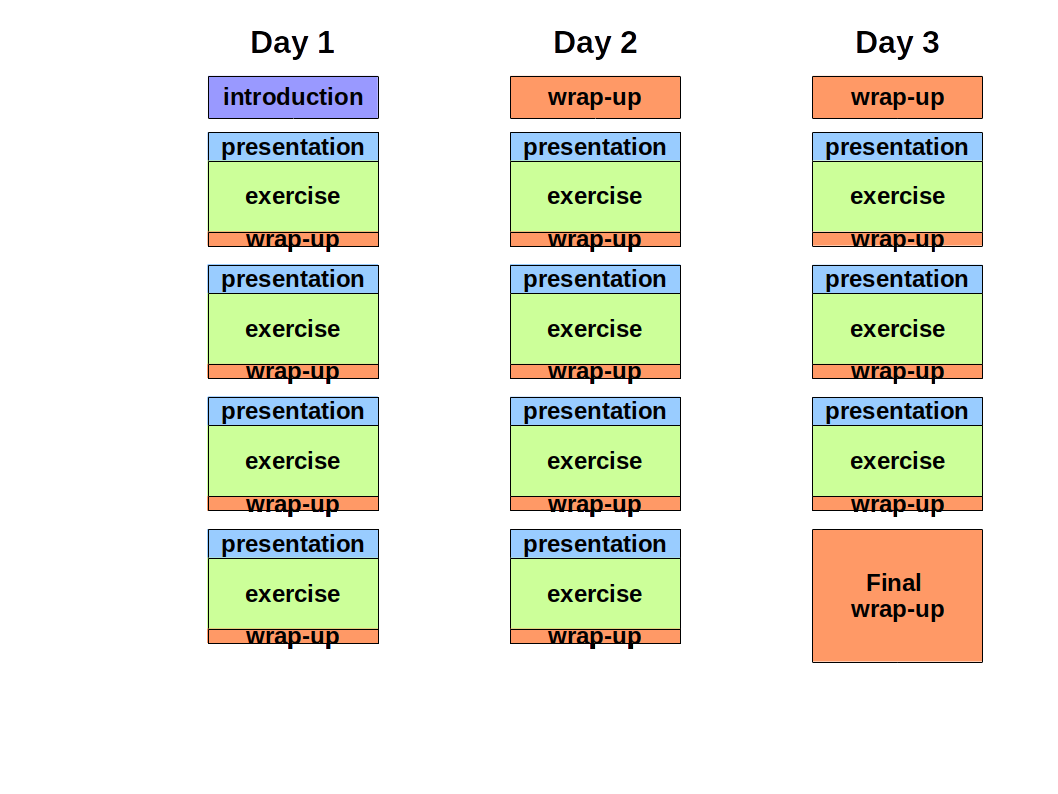 Day 1
introduction
presentation
exercise
wrap-up
presentation
exercise
wrap-up
presentation
exercise
wrap-up
presentation
exercise
wrap-up
Day 2
wrap-up
presentation
exercise
wrap-up
presentation
exercise
wrap-up
presentation
exercise
wrap-up
presentation
exercise
wrap-up
Day 3
wrap-up
presentation
exercise
wrap-up
presentation
exercise
wrap-up
presentation
exercise
wrap-up
Final
wrap-up